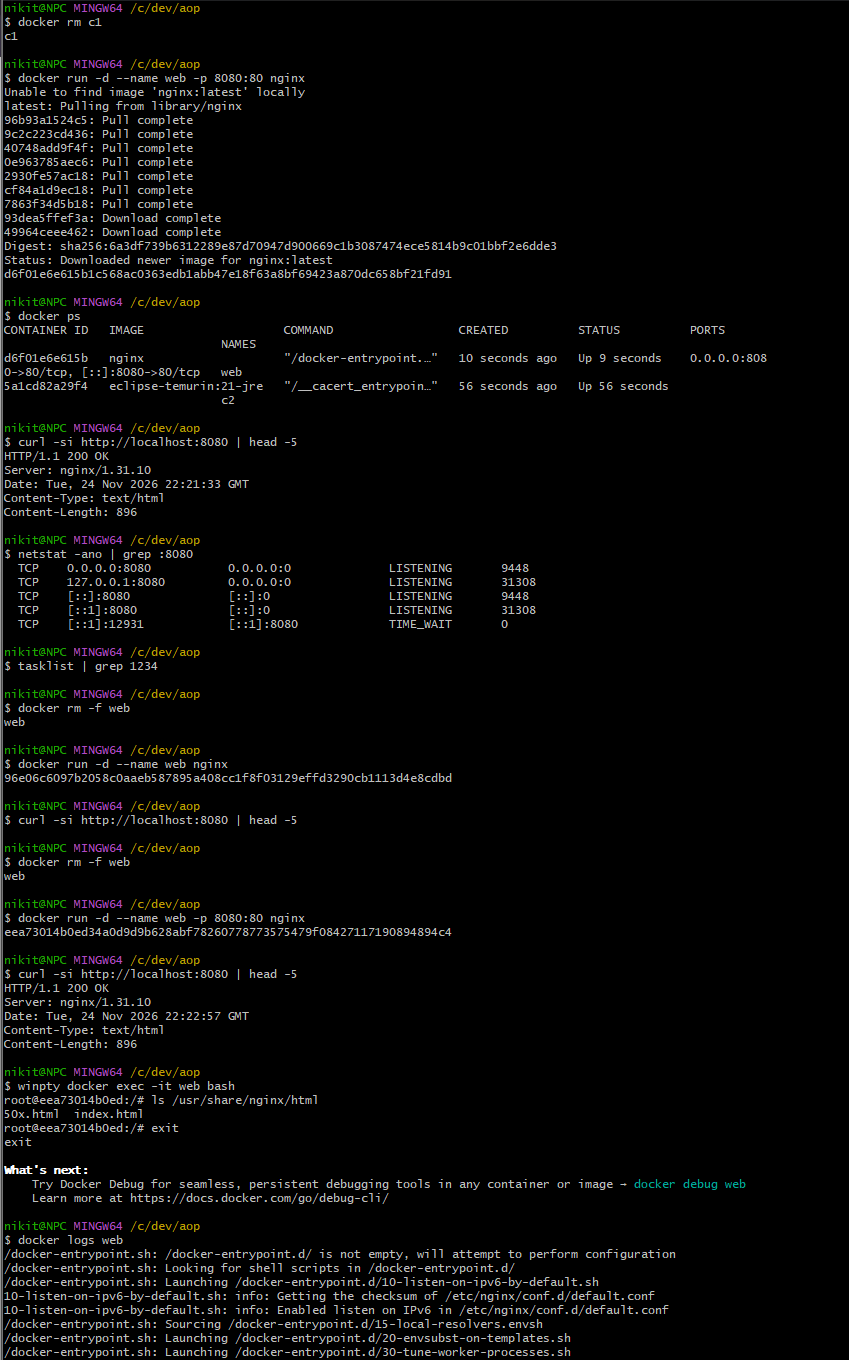 nikit@NPC MINGW64 /c/dev/aop
$ docker rm c1
c1
nikit@NPC MINGW64 /c/dev/aop
$ docker run -d --name web -p 8080:80 nginx
Unable to find image 'nginx:latest' locally
latest: Pulling from library/nginx
96b93a1524c5: Pull complete
9c2c223cd436: Pull complete
40748add9f4f: Pull complete
0e963785aec6: Pull complete
2930fe57ac18: Pull complete
cf84a1d9ec18: Pull complete
7863f34d5b18: Pull complete
93dea5ffef3a: Download complete
49964ceee462: Download complete
Digest: sha256:6a3df739b6312289e87d70947d900669c1b3087474ece5814b9c01bbf2e6dde3
Status: Downloaded newer image for nginx:latest
d6f01e6e615b1c568ac0363edb1abb47e18f63a8bf69423a870dc658bf21fd91
nikit@NPC MINGW64 /c/dev/aop
$ docker ps
CONTAINER ID   IMAGE                    COMMAND                  CREATED          STATUS          PORTS
NAMES
d6f01e6e615b   nginx                    "/docker-entrypoint.…"   10 seconds ago   Up 9 seconds    0.0.0.0:808
0->80/tcp, [::]:8080->80/tcp   web
5a1cd82a29f4   eclipse-temurin:21-jre   "/__cacert_entrypoin…"   56 seconds ago   Up 56 seconds
c2
nikit@NPC MINGW64 /c/dev/aop
$ curl -si http://localhost:8080 | head -5
HTTP/1.1 200 OK
Server: nginx/1.31.10
Date: Tue, 24 Nov 2026 22:21:33 GMT
Content-Type: text/html
Content-Length: 896
nikit@NPC MINGW64 /c/dev/aop
$ netstat -ano | grep :8080
TCP    0.0.0.0:8080           0.0.0.0:0              LISTENING       9448
TCP    127.0.0.1:8080         0.0.0.0:0              LISTENING       31308
TCP    [::]:8080              [::]:0                 LISTENING       9448
TCP    [::1]:8080             [::]:0                 LISTENING       31308
TCP    [::1]:12931            [::1]:8080             TIME_WAIT       0
nikit@NPC MINGW64 /c/dev/aop
$ tasklist | grep 1234
nikit@NPC MINGW64 /c/dev/aop
$ docker rm -f web
web
nikit@NPC MINGW64 /c/dev/aop
$ docker run -d --name web nginx
96e06c6097b2058c0aaeb587895a408cc1f8f03129effd3290cb1113d4e8cdbd
nikit@NPC MINGW64 /c/dev/aop
$ curl -si http://localhost:8080 | head -5
nikit@NPC MINGW64 /c/dev/aop
$ docker rm -f web
web
nikit@NPC MINGW64 /c/dev/aop
$ docker run -d --name web -p 8080:80 nginx
eea73014b0ed34a0d9d9b628abf78260778773575479f08427117190894894c4
nikit@NPC MINGW64 /c/dev/aop
$ curl -si http://localhost:8080 | head -5
HTTP/1.1 200 OK
Server: nginx/1.31.10
Date: Tue, 24 Nov 2026 22:22:57 GMT
Content-Type: text/html
Content-Length: 896
nikit@NPC MINGW64 /c/dev/aop
$ winpty docker exec -it web bash
root@eea73014b0ed:/# ls /usr/share/nginx/html
50x.html  index.html
root@eea73014b0ed:/# exit
exit
What's next:
Try Docker Debug for seamless, persistent debugging tools in any container or image → docker debug web
Learn more at https://docs.docker.com/go/debug-cli/
nikit@NPC MINGW64 /c/dev/aop
$ docker logs web
/docker-entrypoint.sh: /docker-entrypoint.d/ is not empty, will attempt to perform configuration
/docker-entrypoint.sh: Looking for shell scripts in /docker-entrypoint.d/
/docker-entrypoint.sh: Launching /docker-entrypoint.d/10-listen-on-ipv6-by-default.sh
10-listen-on-ipv6-by-default.sh: info: Getting the checksum of /etc/nginx/conf.d/default.conf
10-listen-on-ipv6-by-default.sh: info: Enabled listen on IPv6 in /etc/nginx/conf.d/default.conf
/docker-entrypoint.sh: Sourcing /docker-entrypoint.d/15-local-resolvers.envsh
/docker-entrypoint.sh: Launching /docker-entrypoint.d/20-envsubst-on-templates.sh
/docker-entrypoint.sh: Launching /docker-entrypoint.d/30-tune-worker-processes.sh